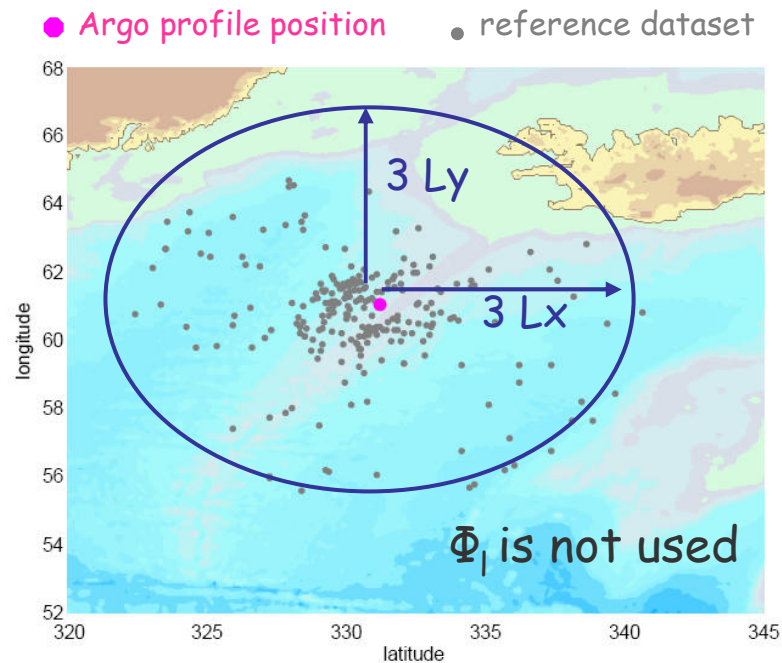 Argo profile position
reference dataset
68
66
64
62
60
58
56
54
52
longitude
3 Ly
3 Lx
Φ_l is not used
320
325
330
335
340
345
latitude